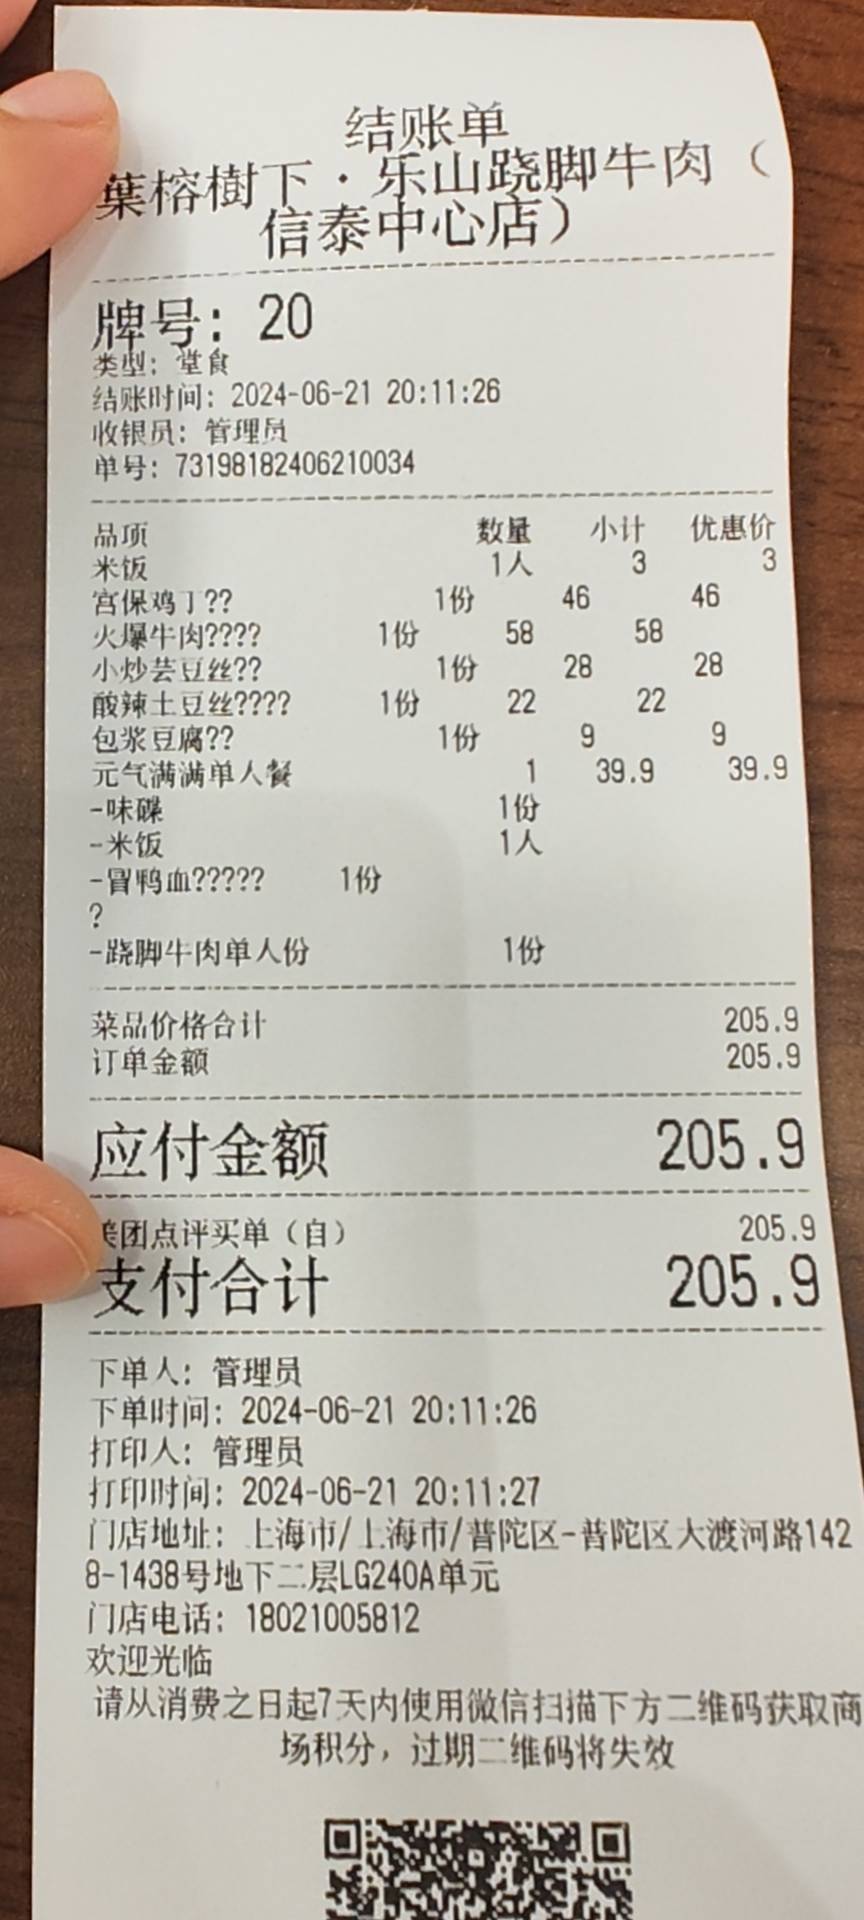 结账单
葉榕樹下·乐山跷脚牛肉（
信泰中心店）
牌号: 20
类型: 堂食
结账时间: 2024-06-21 20:11:26
收银员: 管理员
单号: 73198182406210034
品项 数量 小计 优惠价
米饭 1人 3 3
宫保鸡丁?? 1份 46 46
火爆牛肉???? 1份 58 58
小炒芸豆丝?? 1份 28 28
酸辣土豆丝???? 1份 22 22
包浆豆腐?? 1份 9 9
元气满满单人餐 1 39.9 39.9
-味碟 1份
-米饭 1人
-冒鸭血????? 1份
?
-跷脚牛肉单人份 1份
菜品价格合计 205.9
订单金额 205.9
应付金额 205.9
美团点评买单（自） 205.9
支付合计 205.9
下单人: 管理员
下单时间: 2024-06-21 20:11:26
打印人: 管理员
打印时间: 2024-06-21 20:11:27
门店地址: 上海市/上海市/普陀区-普陀区大渡河路142
8-1438号地下二层LG240A单元
门店电话: 18021005812
欢迎光临
请从消费之日起7天内使用微信扫描下方二维码获取商
场积分，过期二维码将失效